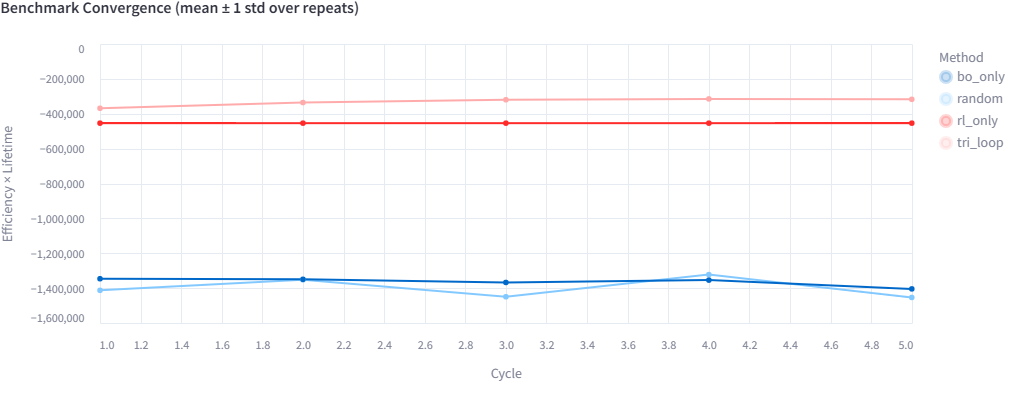 Benchmark Convergence (mean ± 1 std over repeats)
Efficiency × Lifetime
0
−200,000
−400,000
−600,000
−800,000
−1,000,000
−1,200,000
−1,400,000
−1,600,000
1.0 1.2 1.4 1.6 1.8 2.0 2.2 2.4 2.6 2.8 3.0 3.2 3.4 3.6 3.8 4.0 4.2 4.4 4.6 4.8 5.0
Cycle
Method
bo_only
random
rl_only
tri_loop